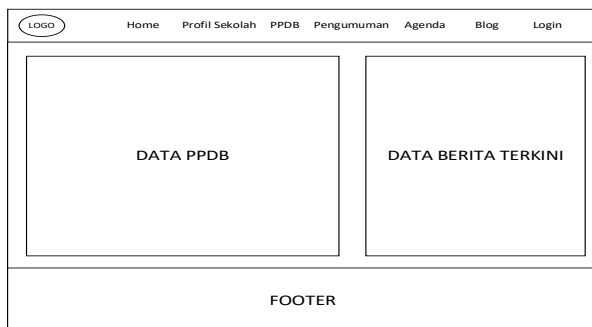 LOGO Home Profil Sekolah PPDB Pengumuman Agenda Blog Login
DATA PPDB
DATA BERITA TERKINI
FOOTER